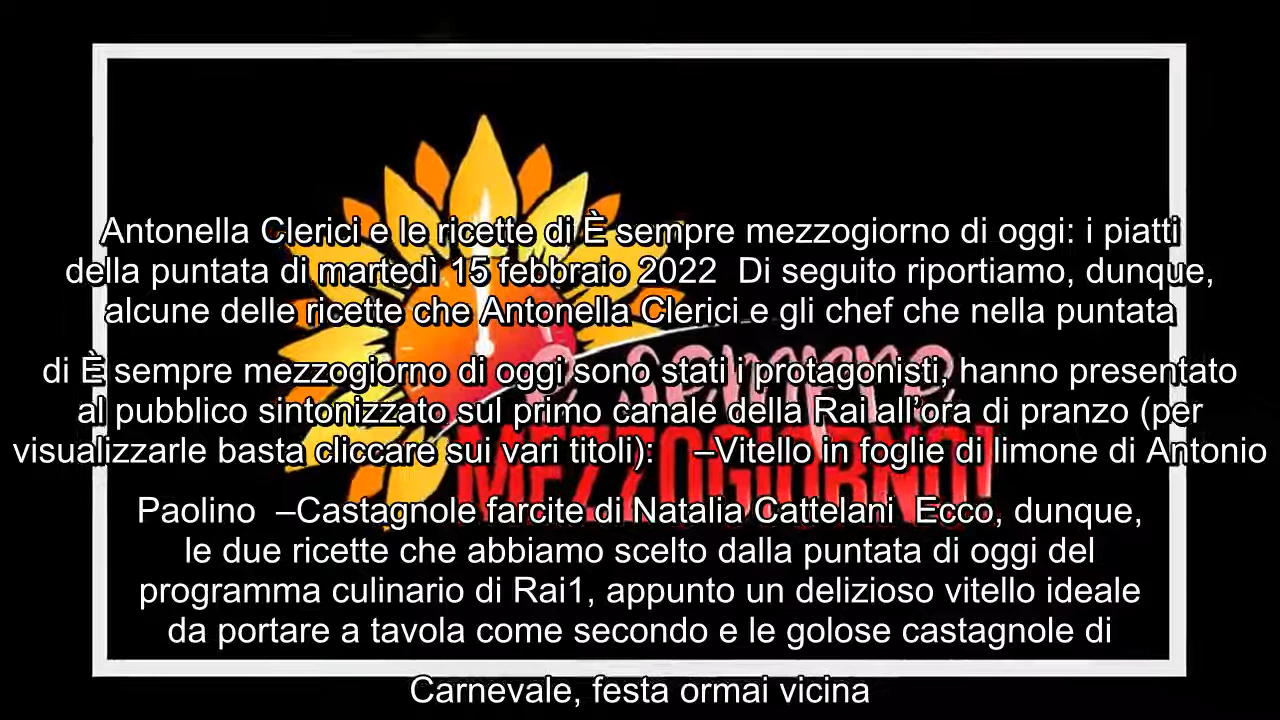 Antonella Clerici e le ricette di È sempre mezzogiorno di oggi: i piatti
della puntata di martedì 15 febbraio 2022  Di seguito riportiamo, dunque,
alcune delle ricette che Antonella Clerici e gli chef che nella puntata
di È sempre mezzogiorno di oggi sono stati i protagonisti, hanno presentato
al pubblico sintonizzato sul primo canale della Rai all’ora di pranzo (per
visualizzarle basta cliccare sui vari titoli):    –Vitello in foglie di limone di Antonio
Paolino  –Castagnole farcite di Natalia Cattelani  Ecco, dunque,
le due ricette che abbiamo scelto dalla puntata di oggi del
programma culinario di Rai1, appunto un delizioso vitello ideale
da portare a tavola come secondo e le golose castagnole di
Carnevale, festa ormai vicina
è sempre
MEZZOGIORNO!